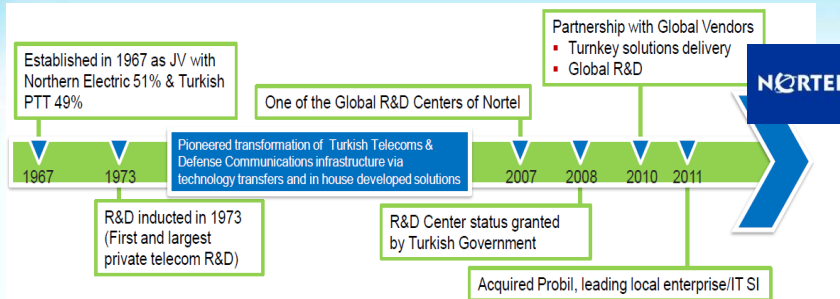 Partnership with Global Vendors
Turnkey solutions delivery
Global R&D
NORTEL
Established in 1967 as JV with
Northern Electric 51% & Turkish
PTT 49%
One of the Global R&D Centers of Nortel
Pioneered transformation of Turkish Telecoms &
Defense Communications infrastructure via
technology transfers and in house developed solutions
1967
1973
2007
2008
2010
2011
R&D inducted in 1973
(First and largest
private telecom R&D)
R&D Center status granted
by Turkish Government
Acquired Probil, leading local enterprise/IT SI